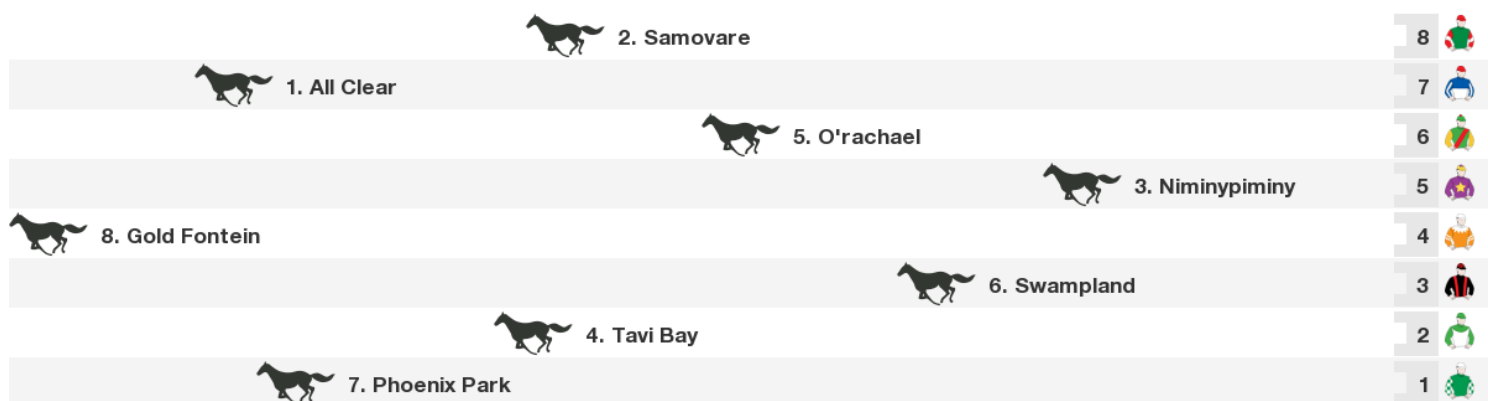 2. Samovare 8
1. All Clear 7
5. O'rachael 6
3. Niminypiminy 5
8. Gold Fontein 4
6. Swampland 3
4. Tavi Bay 2
7. Phoenix Park 1